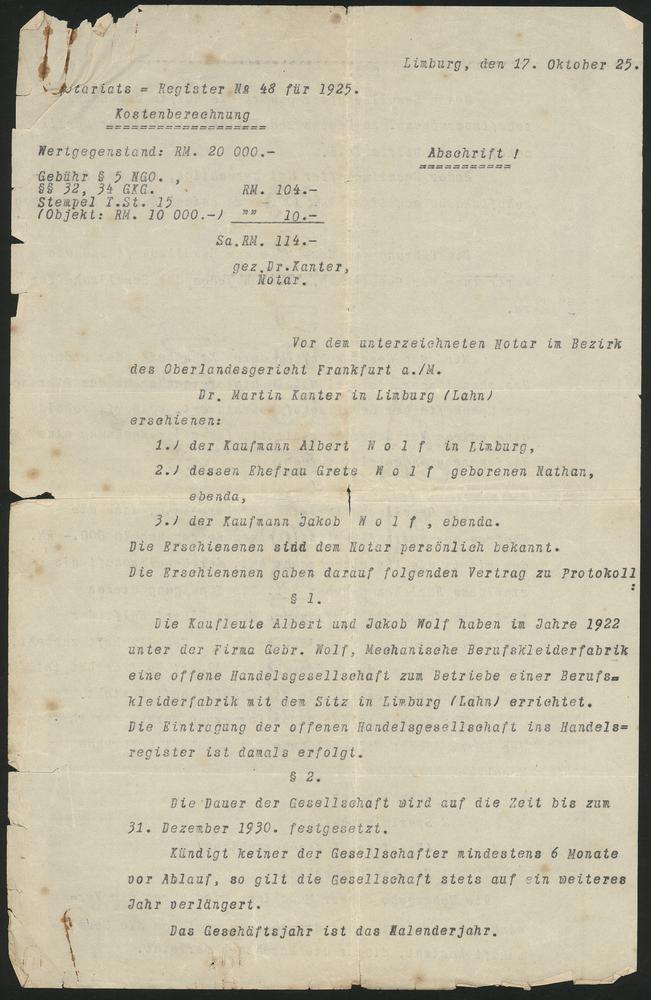 Limburg, den 17. Oktober 25.
Notariats = Register № 48 für 1925.
Kostenberechnung
===================
Wertgegenstand: RM. 20 000.-
Abschrift !
===========
Gebühr § 5 NGO. ,
§§ 32, 34 GKG. RM. 104.-
Stempel T.St. 15
(Objekt: RM. 10 000.-) "" 10.-
Sa.RM. 114.-
gez.Dr.Kanter,
Notar.
Vor dem unterzeichneten Notar im Bezirk
des Oberlandesgericht Frankfurt a./M.
Dr. Martin Kanter in Limburg (Lahn)
erschienen:
1.) der Kaufmann Albert W o l f in Limburg,
2.) dessen Ehefrau Grete W o l f geborenen Nathan,
ebenda,
3.) der Kaufmann Jakob W o l f , ebenda.
Die Erschienenen sind dem Notar persönlich bekannt.
Die Erschienenen gaben darauf folgenden Vertrag zu Protokoll:
§ 1.
Die Kaufleute Albert und Jakob Wolf haben im Jahre 1922
unter der Firma Gebr. Wolf, Mechanische Berufskleiderfabrik
eine offene Handelsgesellschaft zum Betriebe einer Berufs=
kleiderfabrik mit dem Sitz in Limburg (Lahn) errichtet.
Die Eintragung der offenen Handelsgesellschaft ins Handels=
register ist damals erfolgt.
§ 2.
Die Dauer der Gesellschaft wird auf die Zeit bis zum
31. Dezember 1930. festgesetzt.
Kündigt keiner der Gesellschafter mindestens 6 Monate
vor Ablauf, so gilt die Gesellschaft stets auf ein weiteres
Jahr verlängert.
Das Geschäftsjahr ist das Kalenderjahr.